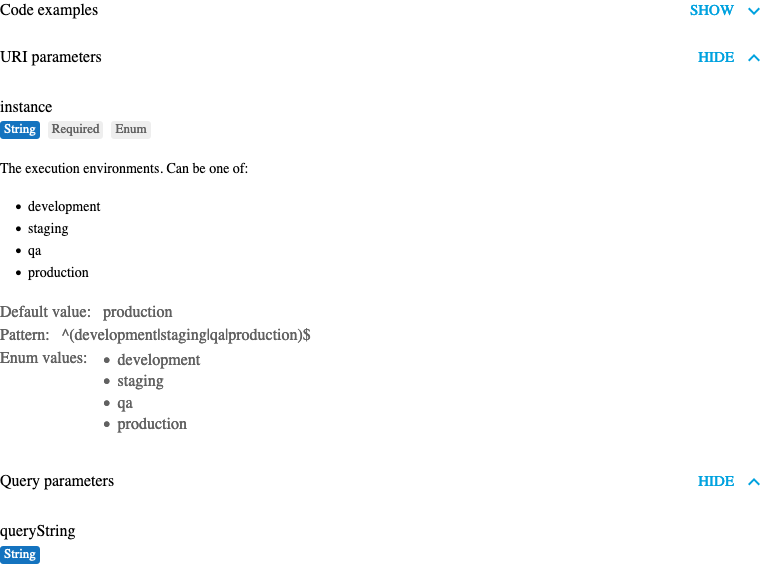 Code examples SHOW
URI parameters HIDE
instance
String Required Enum
The execution environments. Can be one of:
• development
• staging
• qa
• production
Default value: production
Pattern: ^(development|staging|qa|production)$
Enum values: • development
• staging
• qa
• production
Query parameters HIDE
queryString
String